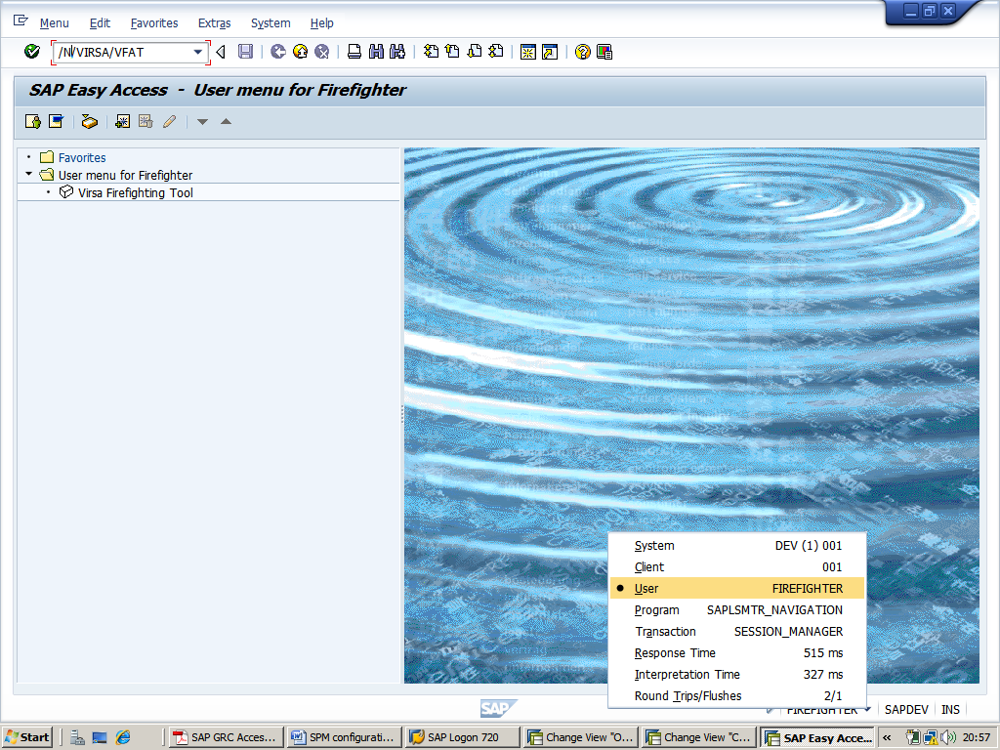 Menu Edit Favorites Extras System Help
/N/VIRSA/VFAT
SAP Easy Access - User menu for Firefighter
Favorites
User menu for Firefighter
Virsa Firefighting Tool
System DEV (1) 001
Client 001
User FIREFIGHTER
Program SAPLSMTR_NAVIGATION
Transaction SESSION_MANAGER
Response Time 515 ms
Interpretation Time 327 ms
Round Trips/Flushes 2/1
SAP
FIREFIGHTER SAPDEV INS
Start SAP GRC Acces... SPM configurati... SAP Logon 720 Change View "O... Change View "C... SAP Easy Acce... « 20:57